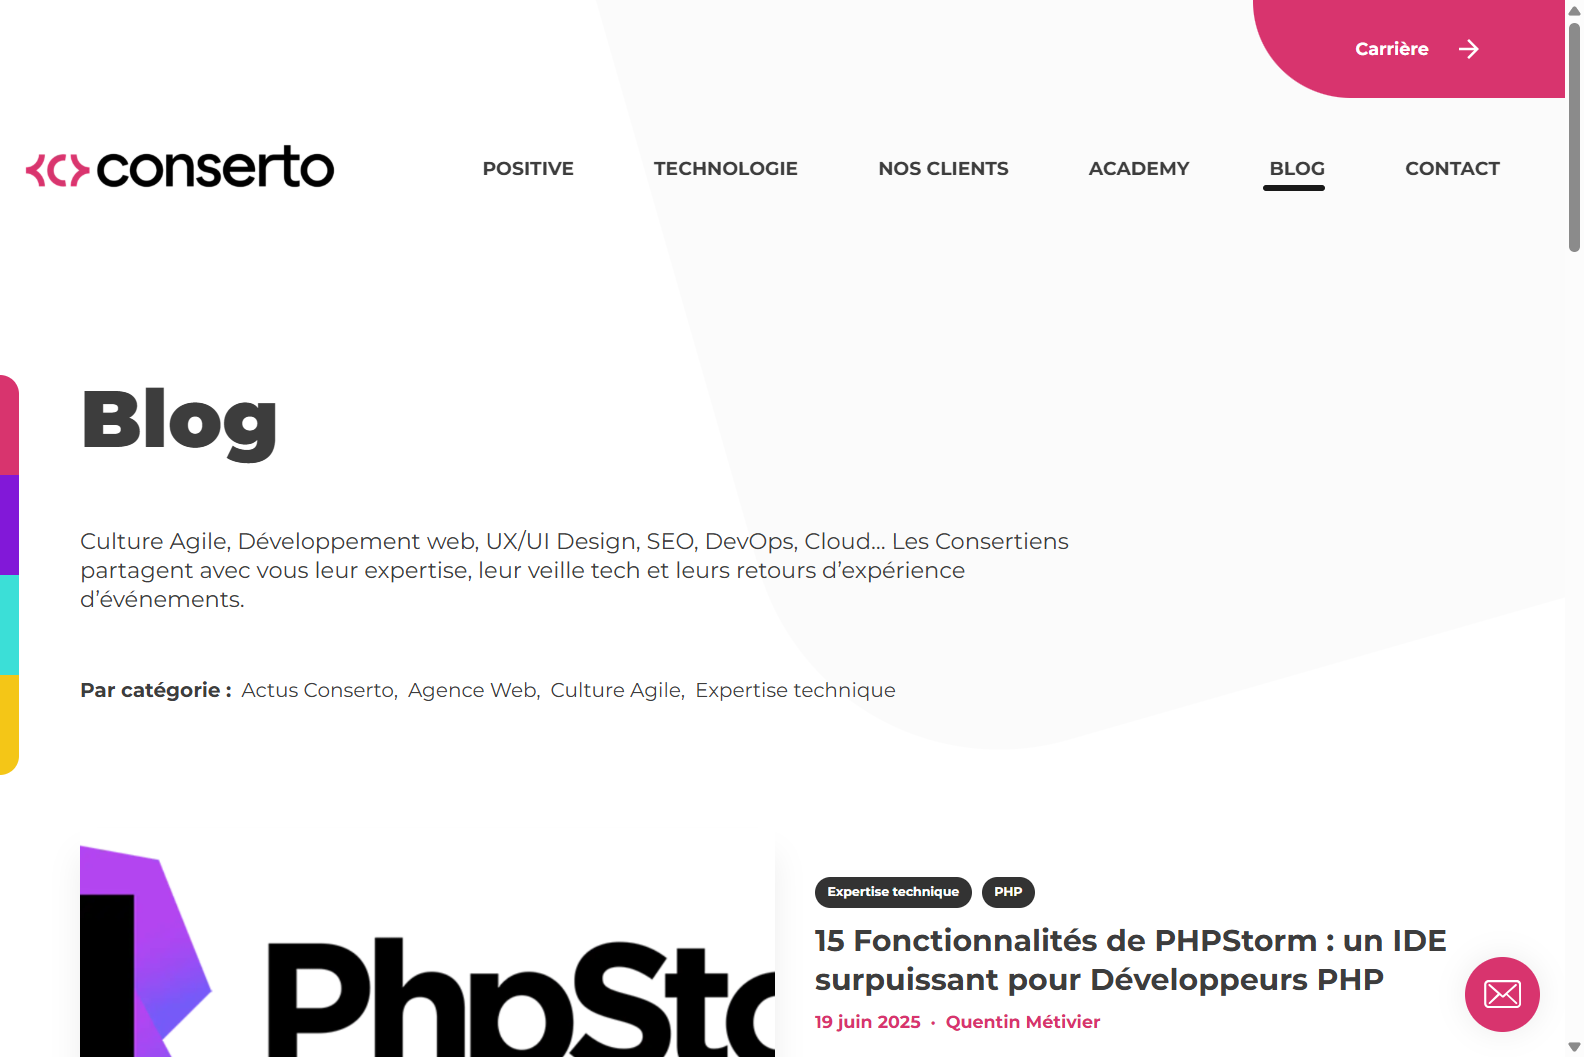 Carrière
conserto
POSITIVE
TECHNOLOGIE
NOS CLIENTS
ACADEMY
BLOG
CONTACT
Blog
Culture Agile, Développement web, UX/UI Design, SEO, DevOps, Cloud... Les Consertiens
partagent avec vous leur expertise, leur veille tech et leurs retours d’expérience
d’événements.
Par catégorie : Actus Conserto, Agence Web, Culture Agile, Expertise technique
PhpSto
Expertise technique
PHP
15 Fonctionnalités de PHPStorm : un IDE
surpuissant pour Développeurs PHP
19 juin 2025 · Quentin Métivier